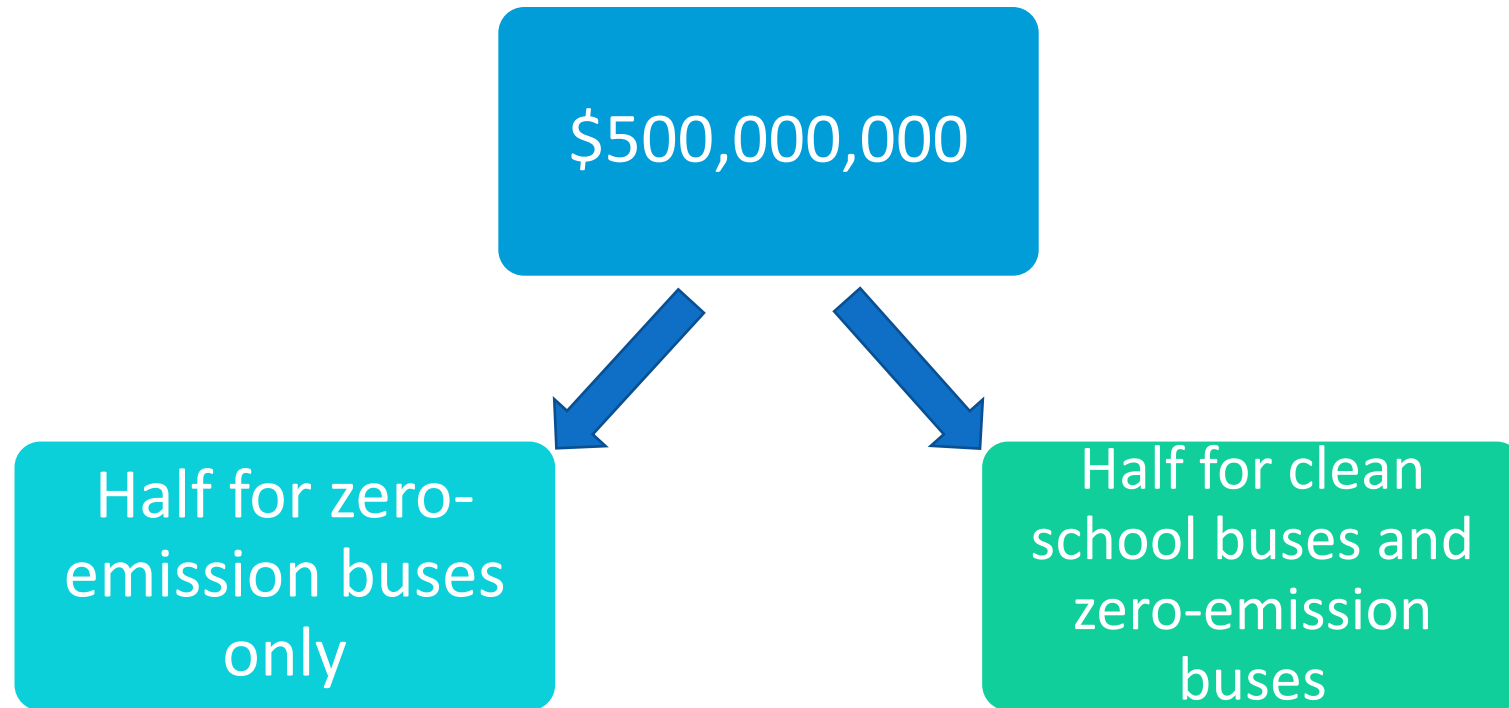 $500,000,000
Half for zero-
emission buses
only
Half for clean
school buses and
zero-emission
buses